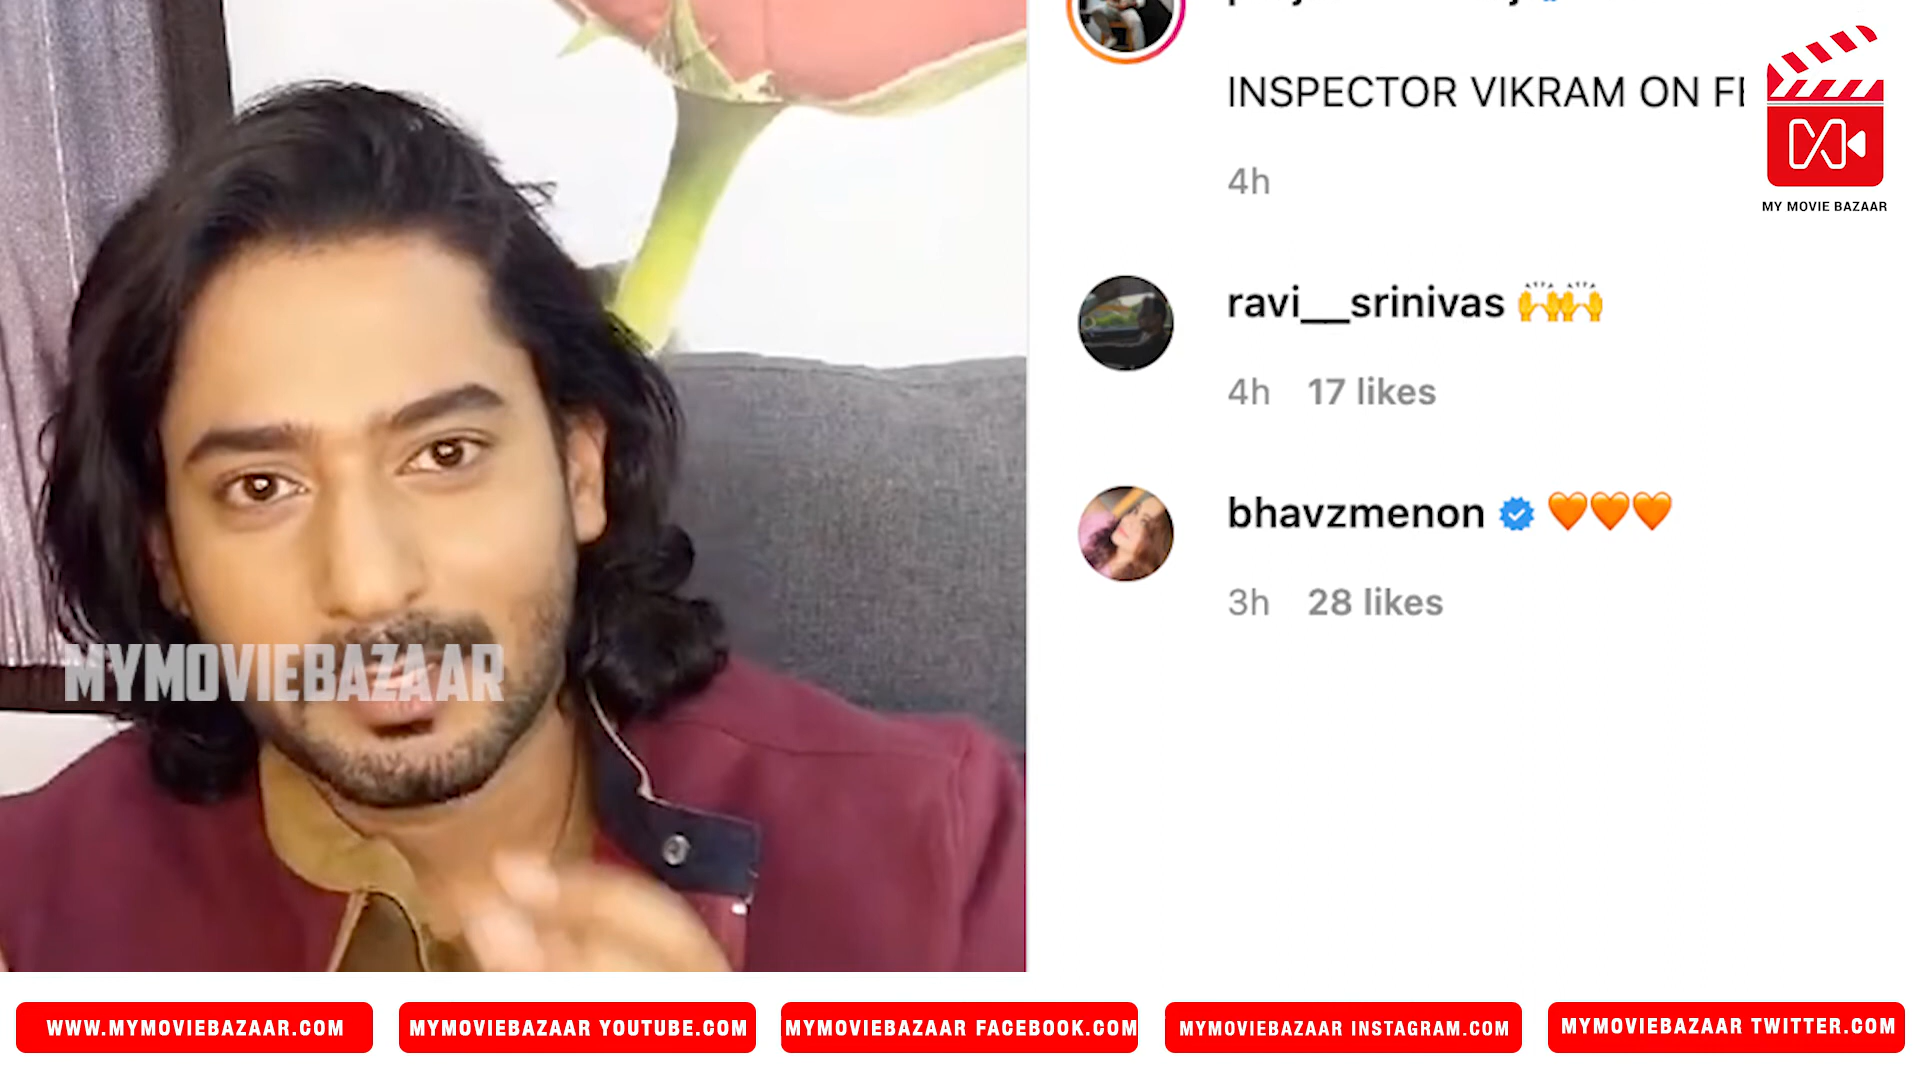 INSPECTOR VIKRAM ON
4h
MY MOVIE BAZAAR
ravi__srinivas 🙌🙌
4h 17 likes
bhavzmenon 🧡🧡🧡
3h 28 likes
MYMOVIEBAZAAR
WWW.MYMOVIEBAZAAR.COM
MYMOVIEBAZAAR YOUTUBE.COM
MYMOVIEBAZAAR FACEBOOK.COM
MYMOVIEBAZAAR INSTAGRAM.COM
MYMOVIEBAZAAR TWITTER.COM